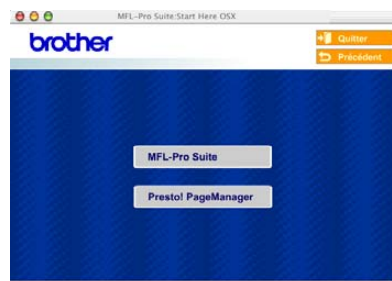 MFL-Pro Suite:Start Here OSX
brother
Quitter
Précédent
MFL-Pro Suite
Presto! PageManager